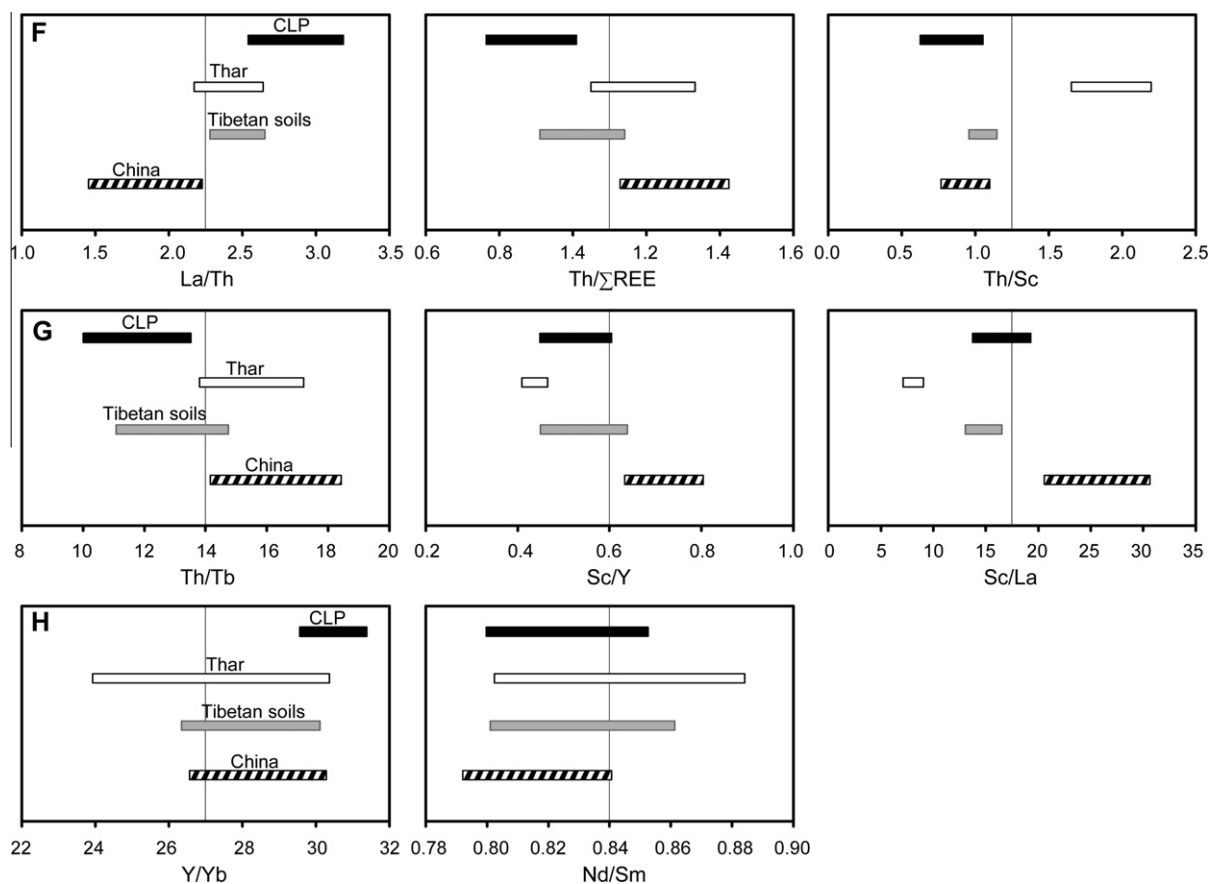 F
CLP
Thar
Tibetan soils
China
1.0 1.5 2.0 2.5 3.0 3.5
La/Th
0.6 1.4 1.2 1.4 1.6
Th/∑REE
0.0 0.5 1.0 1.5 2.0 2.5
Th/Sc
G
CLP
Thar
Tibetan soils
China
8 10 12 14 16 18 20
Th/Tb
0.2 0.4 0.6 0.8 1.0
Sc/Y
0 5 10 15 20 25 30 35
Sc/La
H
CLP
Thar
Tibetan soils
China
22 24 26 28 30 32
Y/Yb
0.78 0.80 0.82 0.84 0.86 0.88 0.90
Nd/Sm